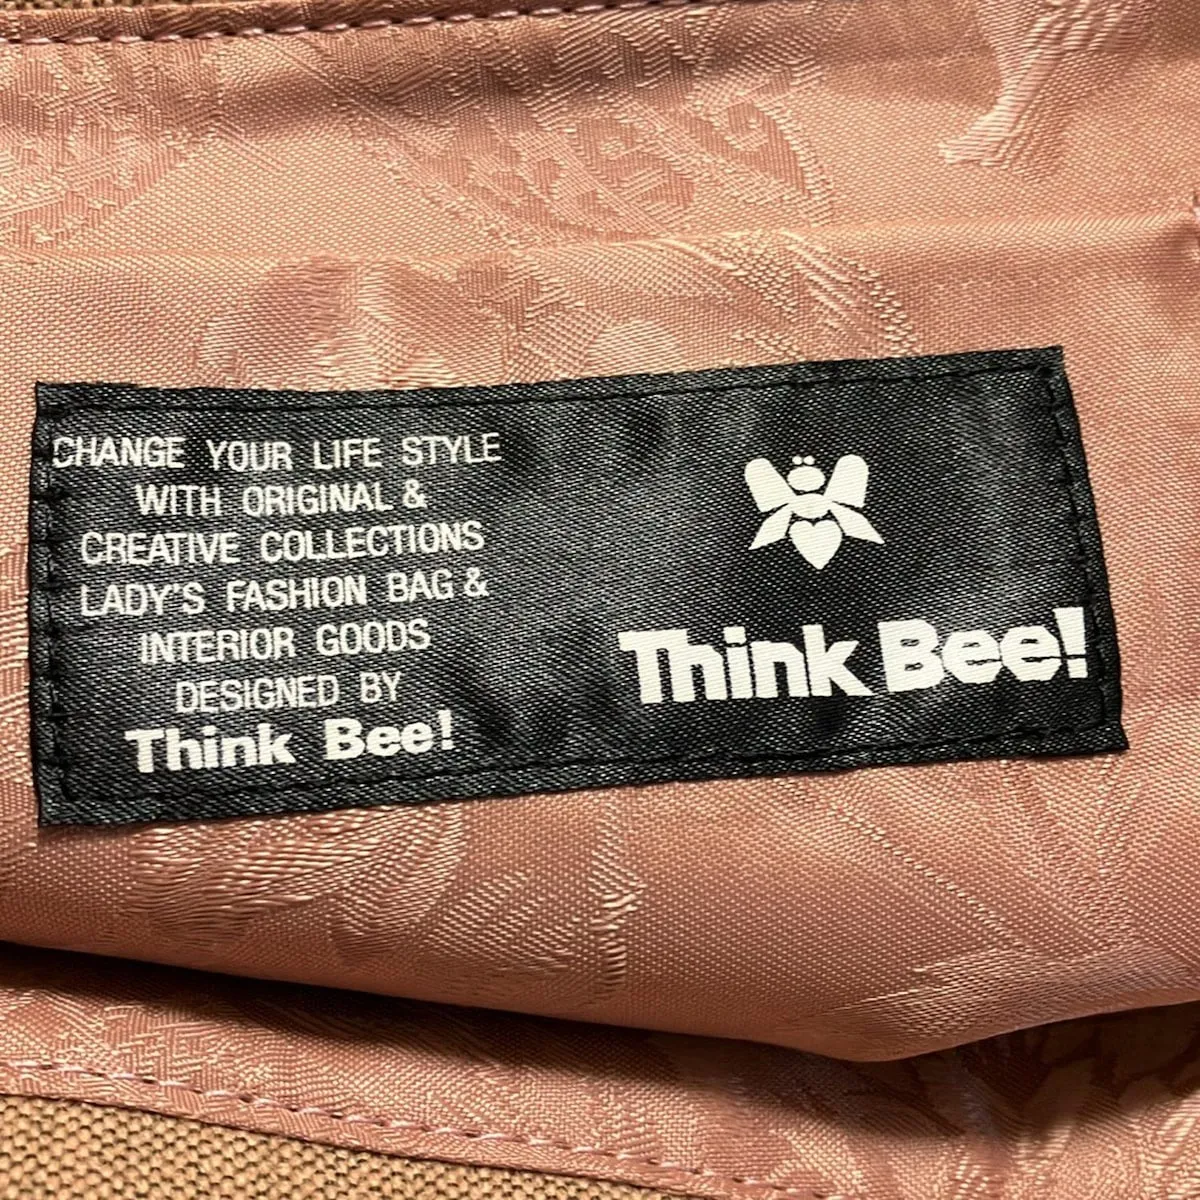 CHANGE YOUR LIFE STYLE
WITH ORIGINAL &
CREATIVE COLLECTIONS
LADY'S FASHION BAG &
INTERIOR GOODS
DESIGNED BY
Think Bee!
Think Bee!